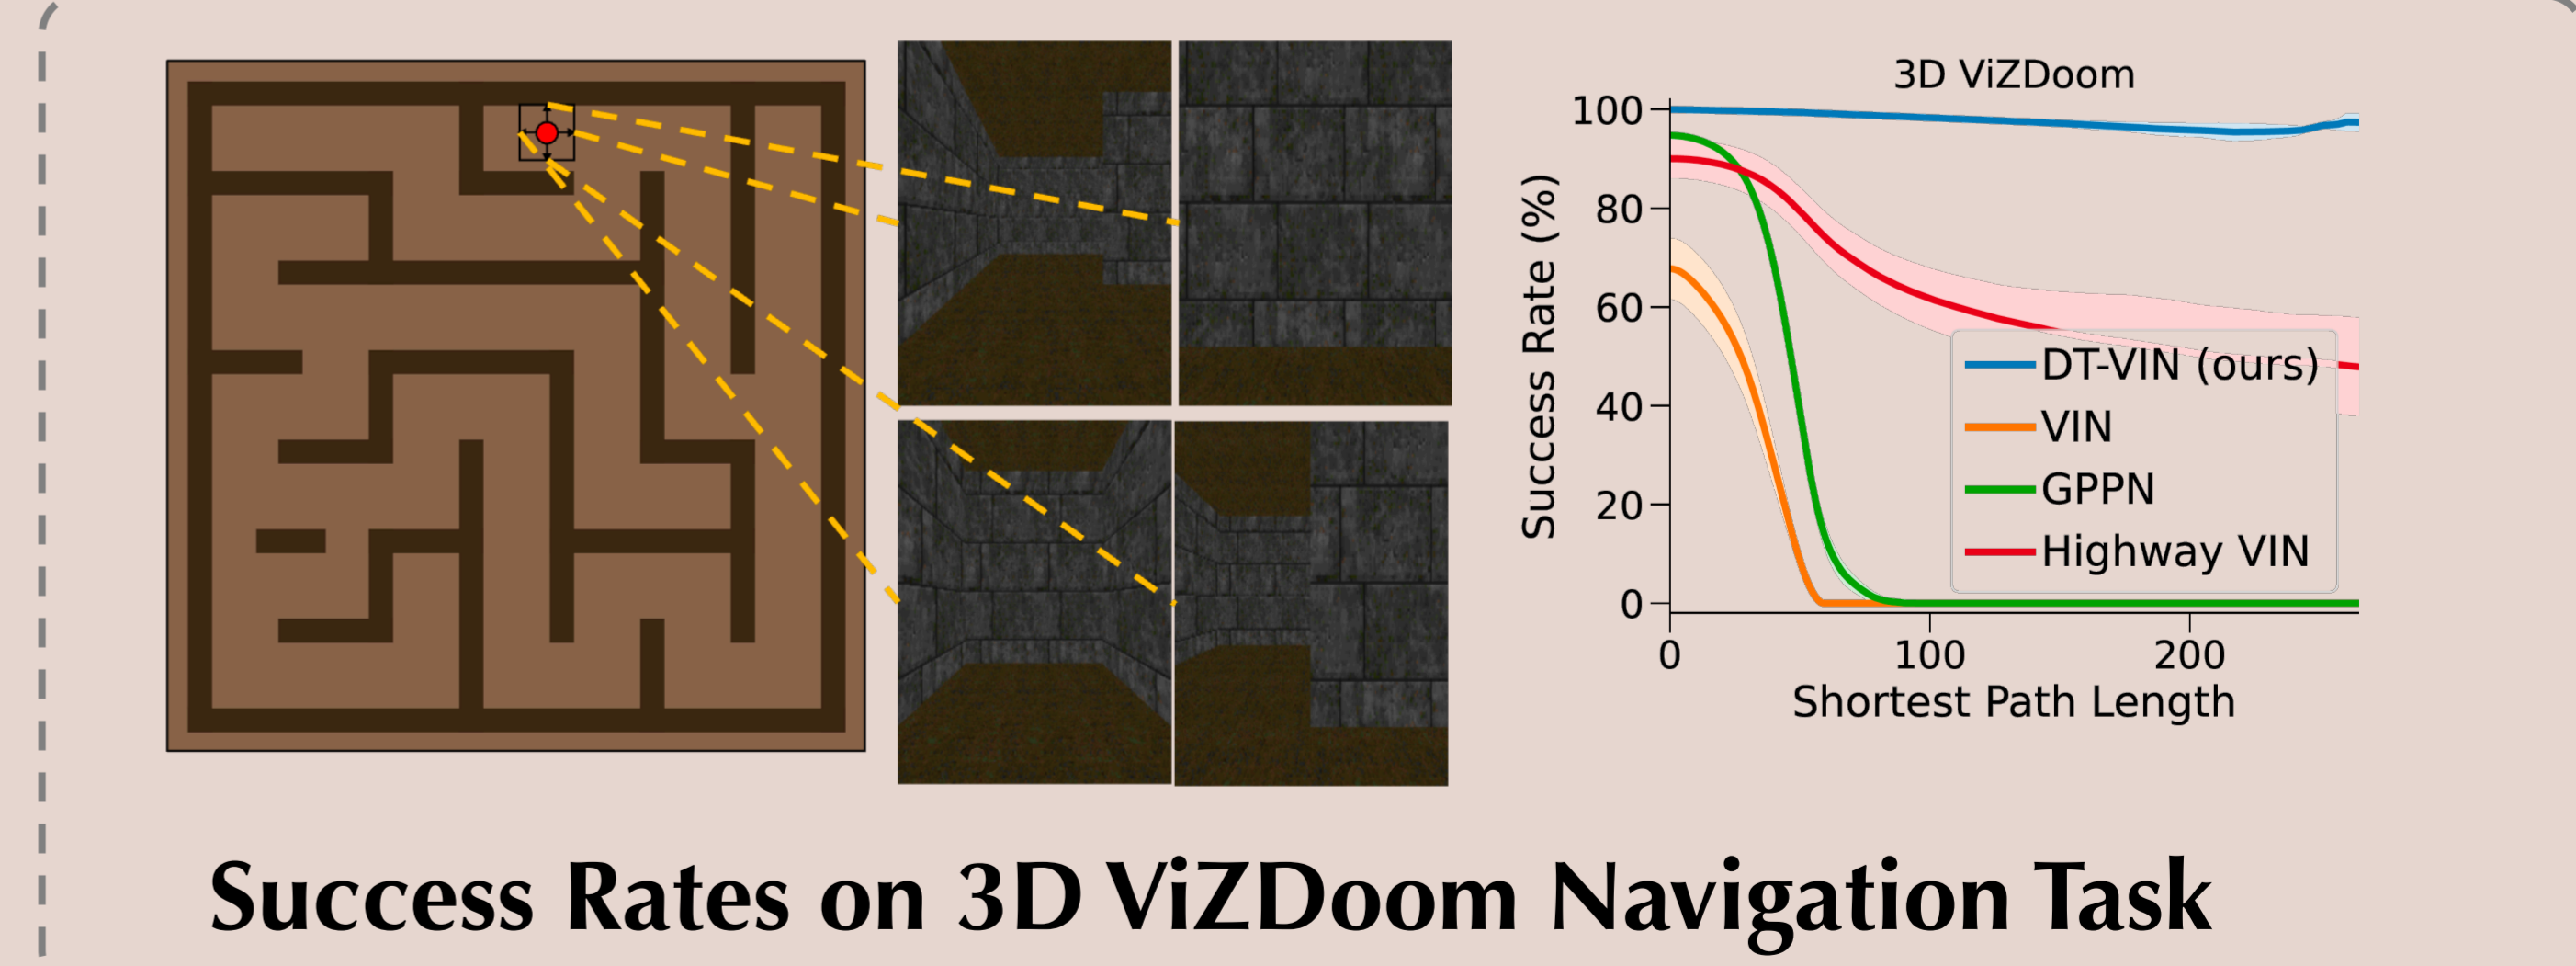 3D ViZDoom
100
80
60
40
20
0
Success Rate (%)
DT-VIN (ours)
VIN
GPPN
Highway VIN
0 100 200
Shortest Path Length
Success Rates on 3D ViZDoom Navigation Task